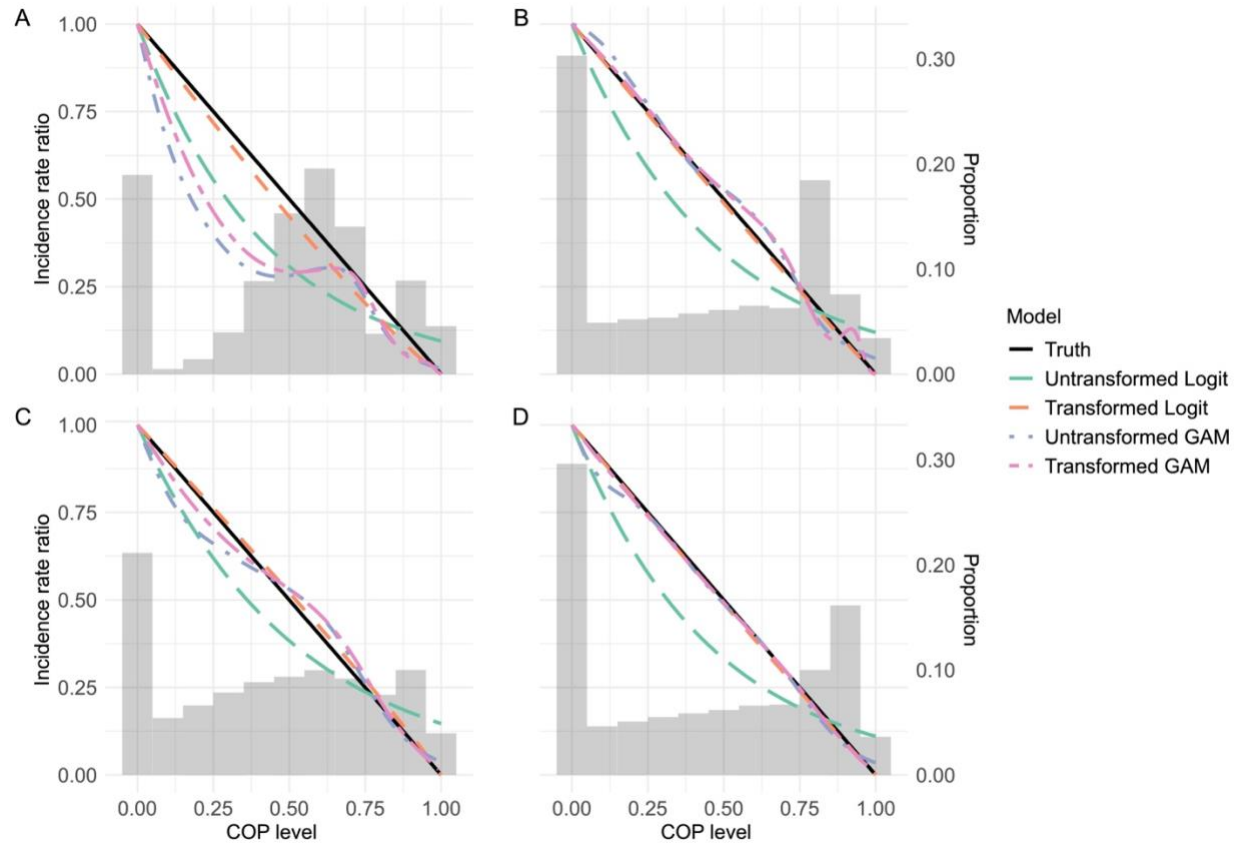 A
B
1.00
0.75
0.50
0.25
0.00
Incidence rate ratio
0.30
0.20
0.10
0.00
Proportion
C
D
1.00
0.75
0.50
0.25
0.00
Incidence rate ratio
0.30
0.20
0.10
0.00
Proportion
0.00 0.25 0.50 0.75 1.00
COP level
0.00 0.25 0.50 0.75 1.00
COP level
Model
Truth
Untransformed Logit
Transformed Logit
Untransformed GAM
Transformed GAM